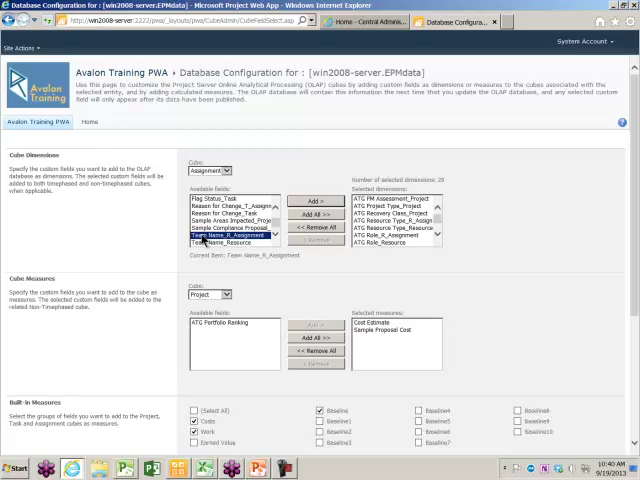 Database Configuration for : [win2008-server.EPMdata] - Microsoft Project Web App - Windows Internet Explorer
http://win2008-server:2222/pwa/_layouts/pwa/CubeAdmin/CubeFieldSelect.asp
Home - Central Adminis...
Database Configuratio...
Site Actions
System Account
Avalon Training
Avalon Training PWA ▸ Database Configuration for : [win2008-server.EPMdata]
Use this page to customize the Project Server Online Analytical Processing (OLAP) cubes by adding custom fields as dimensions or measures to the cubes associated with the
selected entity, and by adding calculated measures. The OLAP database will contain this information the next time that you update the OLAP database, and any selected custom
field will only appear after its data have been published.
Avalon Training PWA
Home
Cube Dimensions
Specify the custom fields you want to add to the OLAP
database as dimensions. The selected custom fields will be
added to both timephased and non-timephased cubes,
when applicable.
Cube:
Assignment
Available fields:
Flag Status_Task
Reason for Change_T_Assignn
Reason for Change_Task
Sample Areas Impacted_Proje
Sample Compliance Proposal_
Team Name_R_Assignment
Team Name_Resource
Current Item: Team Name_R_Assignment
Add >
Add All >>
<< Remove All
< Remove
Number of selected dimensions: 29
Selected dimensions:
ATG PM Assessment_Project
ATG Project Type_Project
ATG Recovery Class_Project
ATG Resource Type_R_Assign
ATG Resource Type_Resource
ATG Role_R_Assignment
ATG Role_Resource
Cube Measures
Specify the custom fields you want to add to the OLAP
database as measures. The selected custom fields will be
added to the related Non-Timephased cube.
Cube:
Project
Available fields:
ATG Portfolio Ranking
Add >
Add All >>
<< Remove All
< Remove
Selected measures:
Cost Estimate
Sample Proposal Cost
Built-in Measures
Select the groups of fields you want to add to the Project,
Task and Assignment cubes as measures.
(Select All)
Costs
Work
Earned Value
Baseline
Baseline1
Baseline2
Baseline3
Baseline4
Baseline5
Baseline6
Baseline7
Baseline8
Baseline9
Baseline10
Start
10:40 AM
9/19/2013